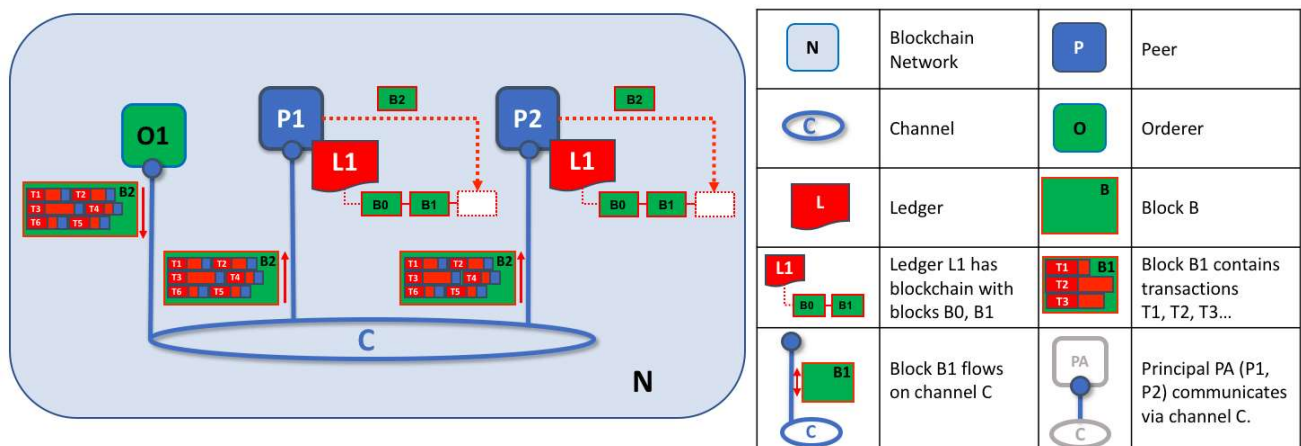 O1
B2
T1 T2
T3 T4
T6 T5
P1
B2
L1
B0 B1
B2
T1 T2
T3 T4
T6 T5
P2
B2
L1
B0 B1
B2
T1 T2
T3 T4
T6 T5
C
N
N
Blockchain
Network
P
Peer
C
Channel
O
Orderer
L
Ledger
B
Block B
L1
B0 B1
Ledger L1 has
blockchain with
blocks B0, B1
T1 B1
T2
T3
Block B1 contains
transactions
T1, T2, T3...
B1
C
Block B1 flows
on channel C
PA
C
Principal PA (P1,
P2) communicates
via channel C.